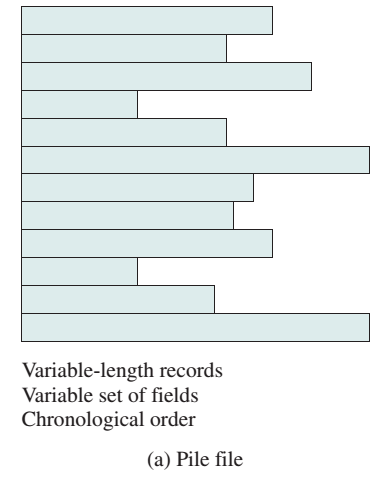 Variable-length records
Variable set of fields
Chronological order
(a) Pile file